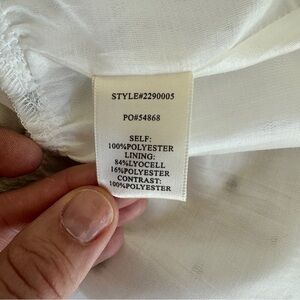 STYLE#2290005
PO#54868
SELF:
100%POLYESTER
LINING:
84%LYOCELL
16%POLYESTER
CONTRAST:
100%POLYESTER